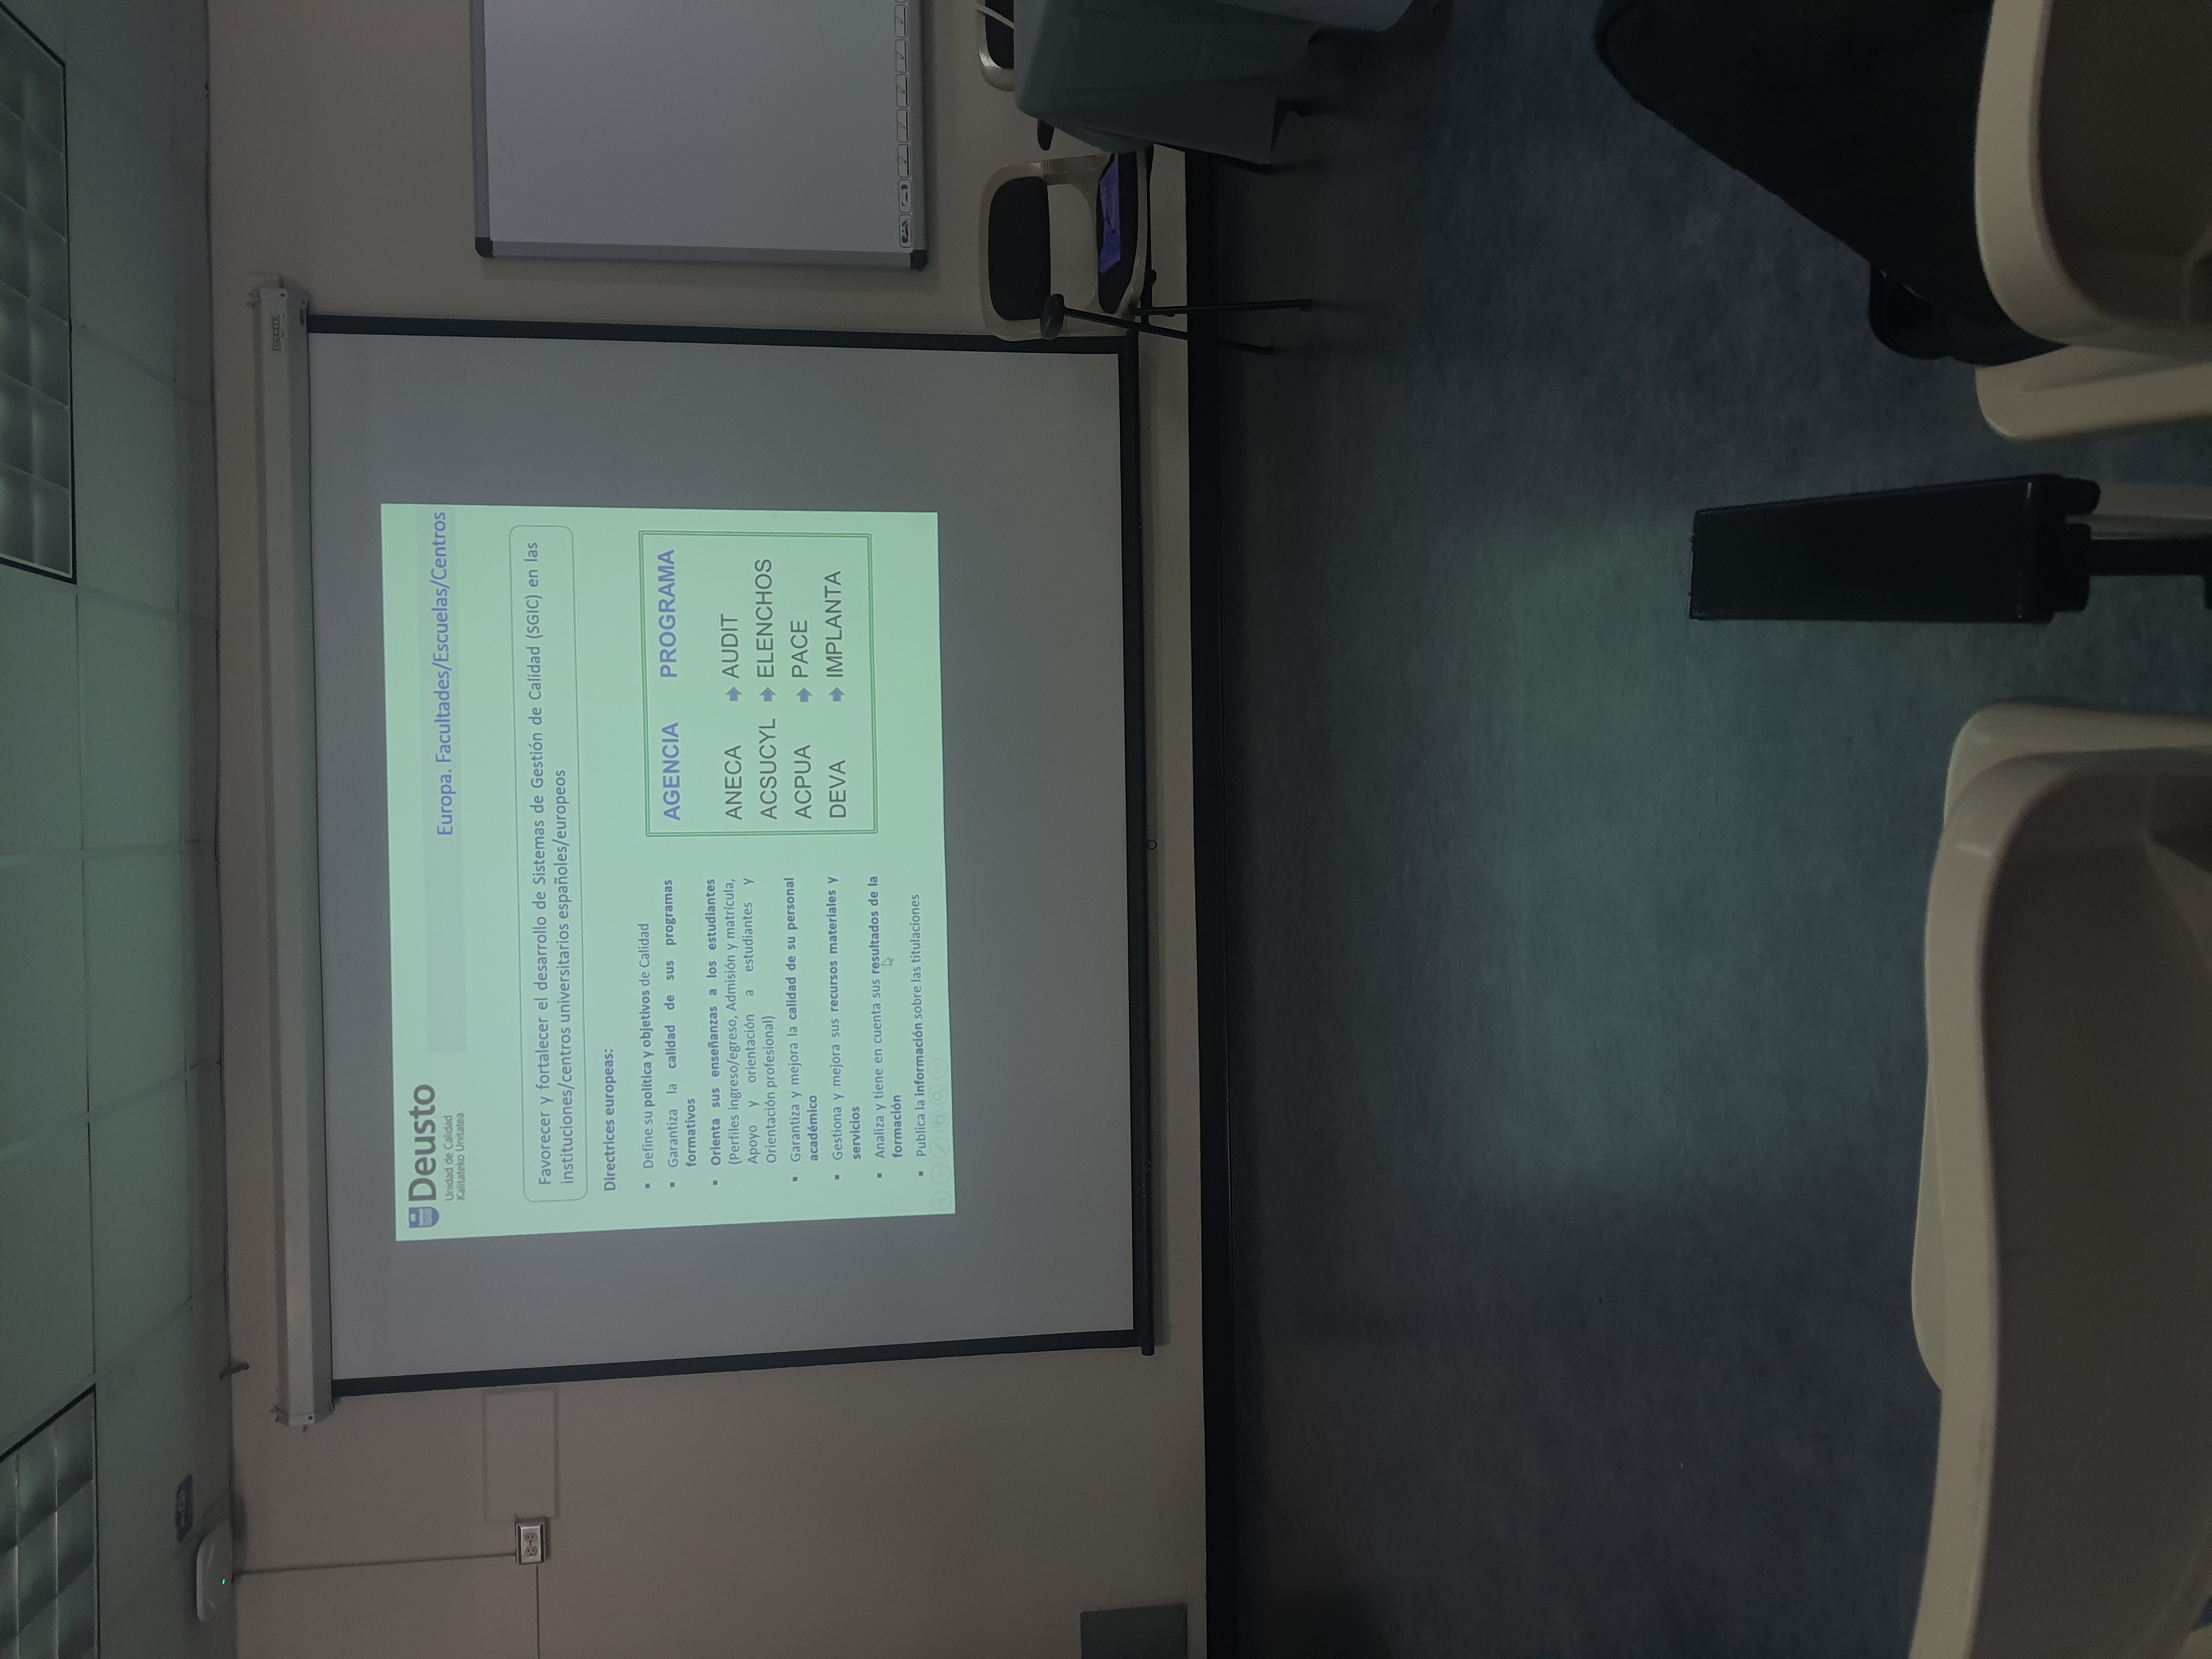 Deusto
Unidad de Calidad
Kalitateko Unitatea
Europa. Facultades/Escuelas/Centros
Favorecer y fortalecer el desarrollo de Sistemas de Gestión de Calidad (SGIC) en las
instituciones/centros universitarios españoles/europeos
Directrices europeas:
▪ Define su política y objetivos de Calidad
▪ Garantiza la calidad de sus programas
formativos
▪ Orienta sus enseñanzas a los estudiantes
(Perfiles ingreso/egreso, Admisión y matrícula,
Apoyo y orientación a estudiantes y
Orientación profesional)
▪ Garantiza y mejora la calidad de su personal
académico
▪ Gestiona y mejora sus recursos materiales y
servicios
▪ Analiza y tiene en cuenta sus resultados de la
formación
▪ Publica la información sobre las titulaciones
AGENCIA PROGRAMA
ANECA AUDIT
ACSUCYL ELENCHOS
ACPUA PACE
DEVA IMPLANTA